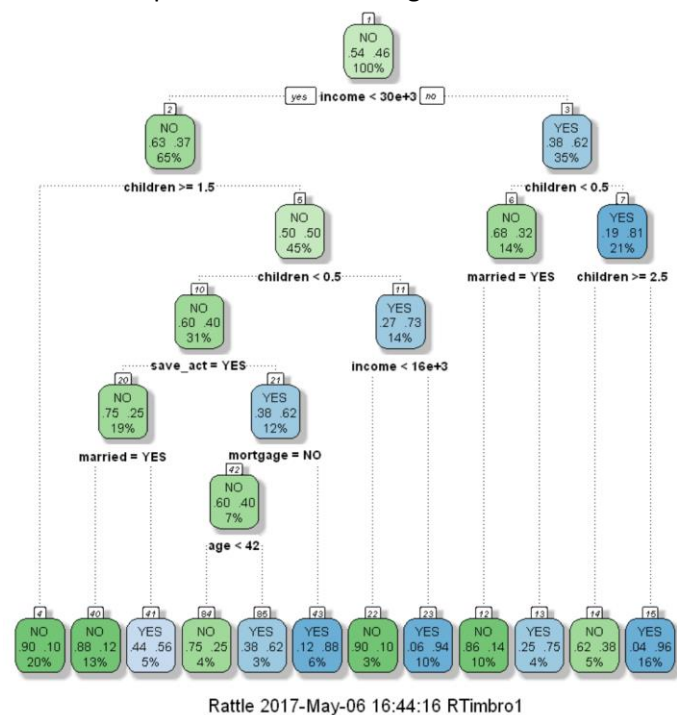 1
NO
.54 .46
100%
yes income < 30e+3 no
2
NO
.63 .37
65%
3
YES
.38 .62
35%
children >= 1.5
children < 0.5
5
NO
.50 .50
45%
6
NO
.68 .32
14%
7
YES
.19 .81
21%
children < 0.5
married = YES
children >= 2.5
10
NO
.60 .40
31%
11
YES
.27 .73
14%
save_act = YES
income < 16e+3
20
NO
.75 .25
19%
21
YES
.38 .62
12%
married = YES
mortgage = NO
42
NO
.60 .40
7%
age < 42
4
NO
.90 .10
20%
40
NO
.88 .12
13%
41
YES
.44 .56
5%
84
NO
.75 .25
4%
85
YES
.38 .62
3%
43
YES
.12 .88
6%
22
NO
.90 .10
3%
23
YES
.06 .94
10%
12
NO
.86 .14
10%
13
YES
.25 .75
4%
14
NO
.62 .38
5%
15
YES
.04 .96
16%
Rattle 2017-May-06 16:44:16 RTimbro1